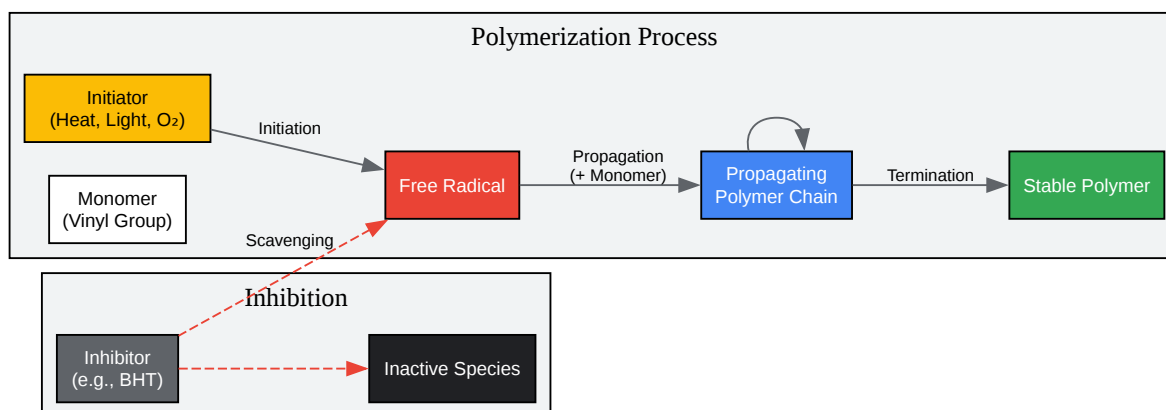 Polymerization Process
Initiator
(Heat, Light, O₂)
Initiation
Monomer
(Vinyl Group)
Free Radical
Propagation
(+ Monomer)
Propagating
Polymer Chain
Termination
Stable Polymer
Scavenging
Inhibition
Inhibitor
(e.g., BHT)
Inactive Species